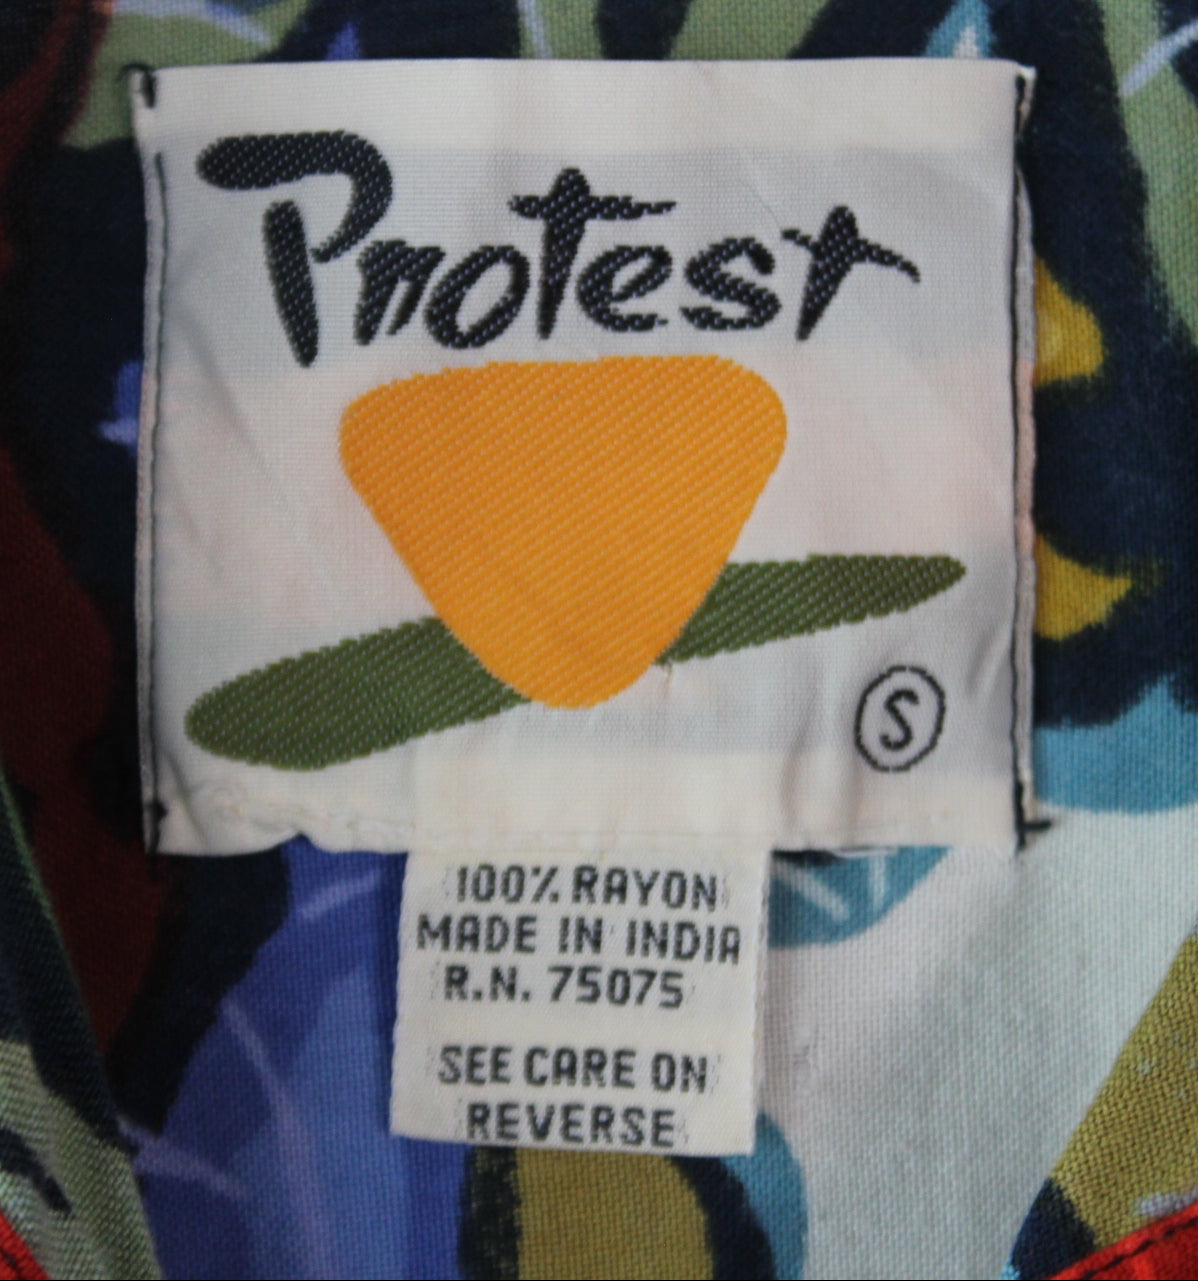 Protest
S
100% RAYON
MADE IN INDIA
R.N. 75075
SEE CARE ON
REVERSE